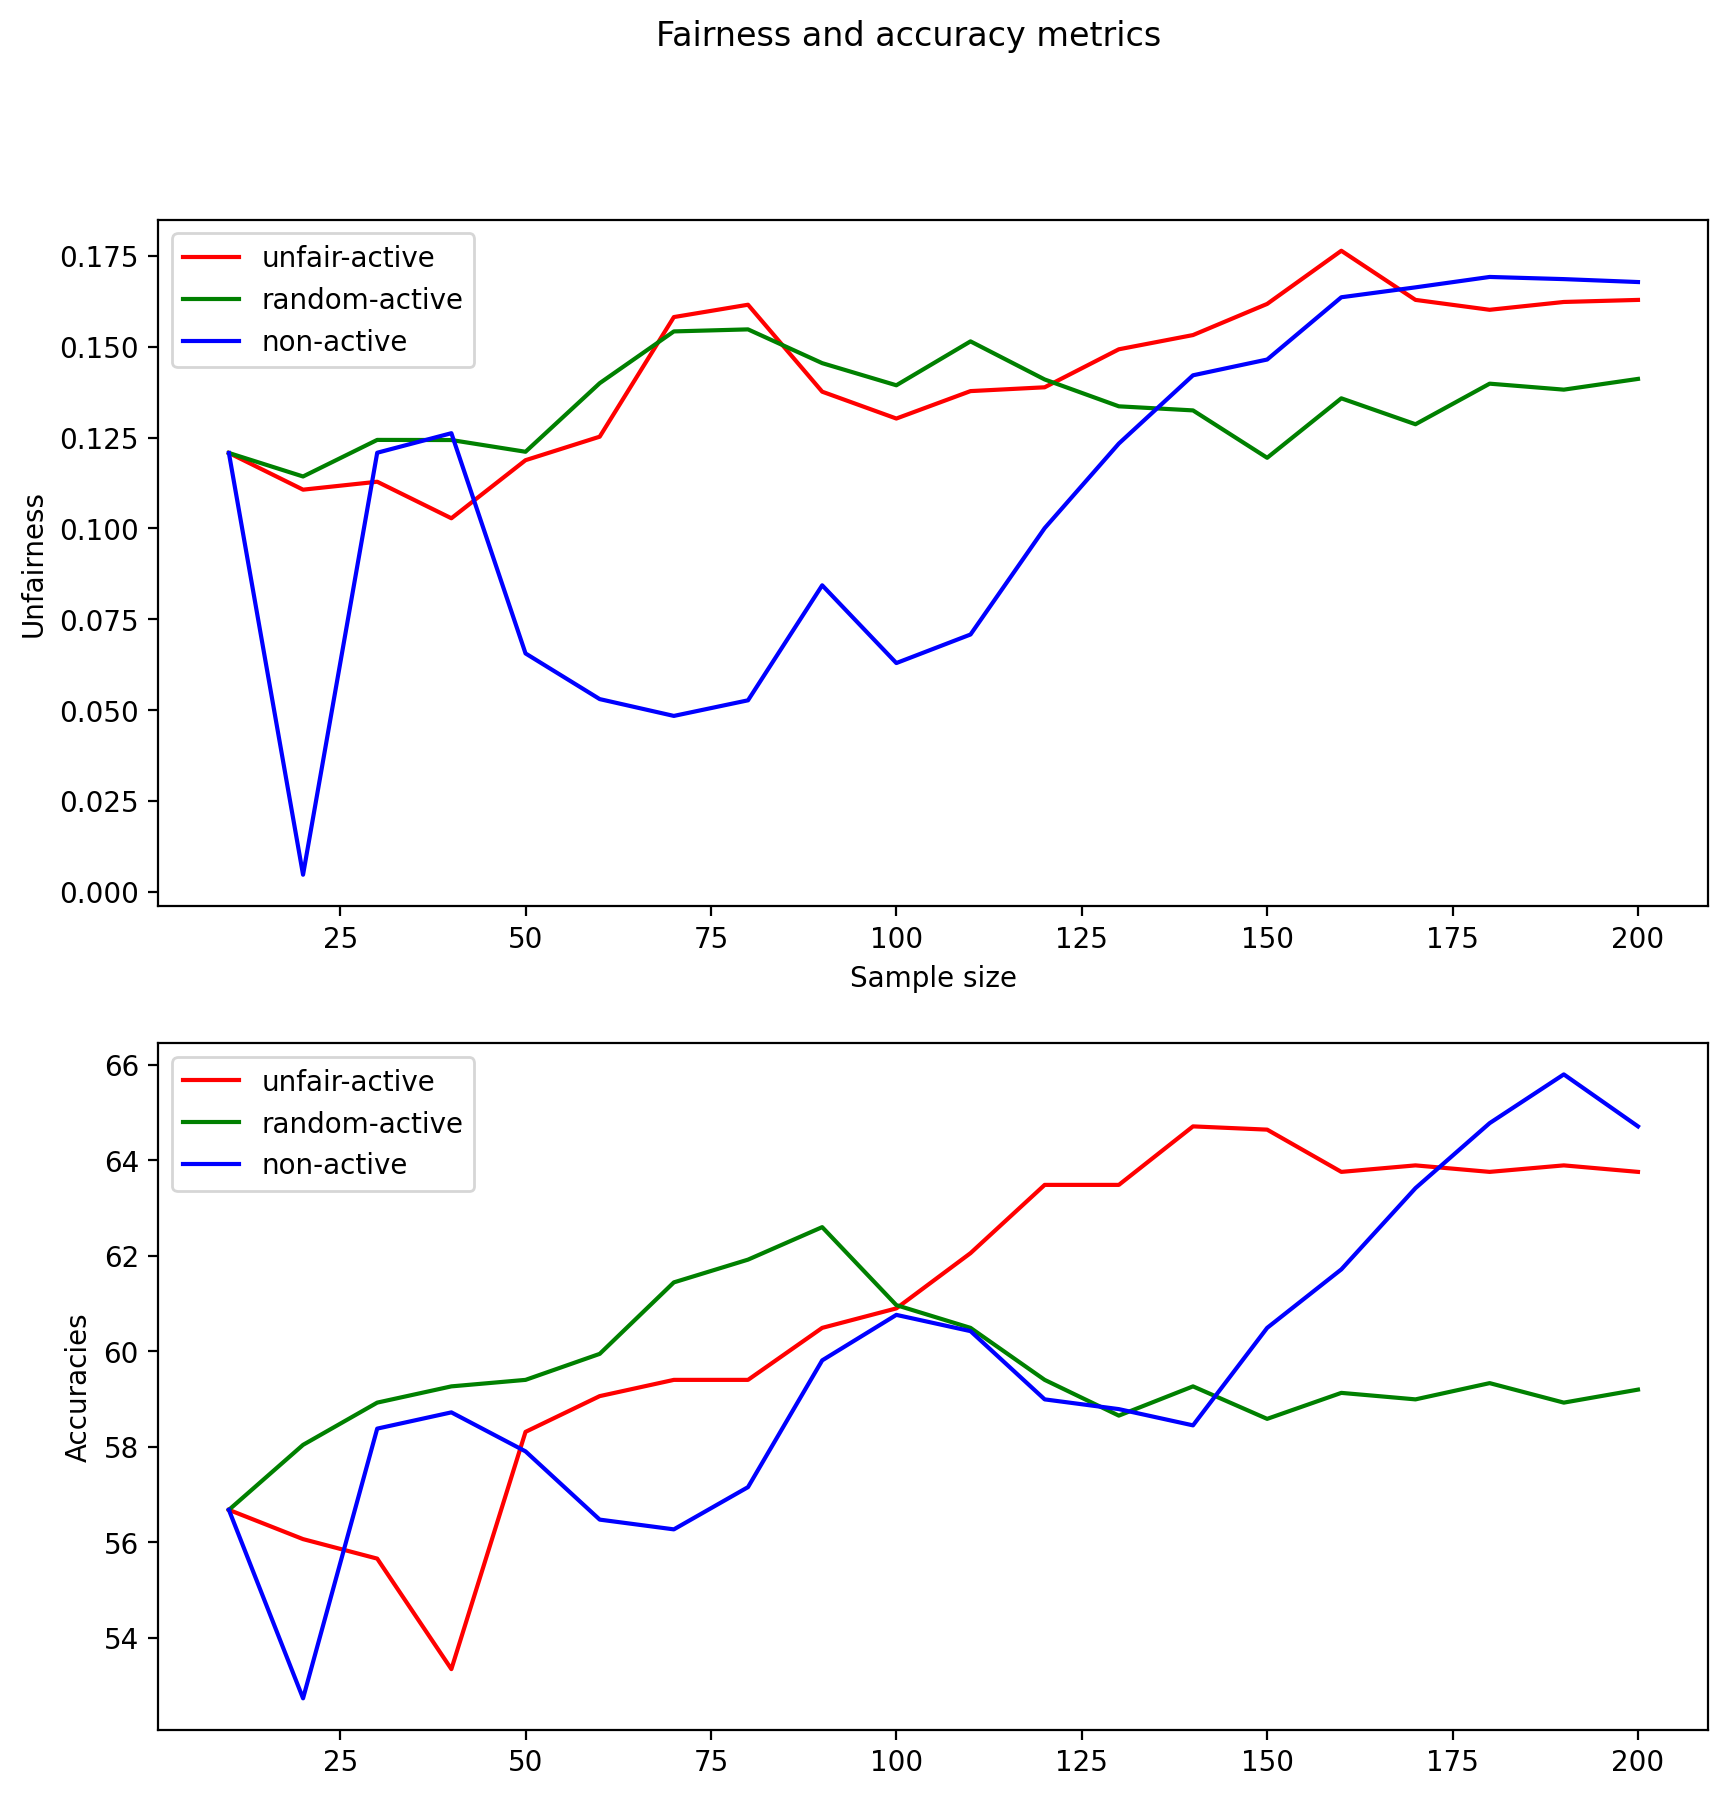 Fairness and accuracy metrics
unfair-active
random-active
non-active
0.175
0.150
0.125
0.100
0.075
0.050
0.025
0.000
Unfairness
25 50 75 100 125 150 175 200
Sample size
unfair-active
random-active
non-active
66
64
62
60
58
56
54
Accuracies
25 50 75 100 125 150 175 200